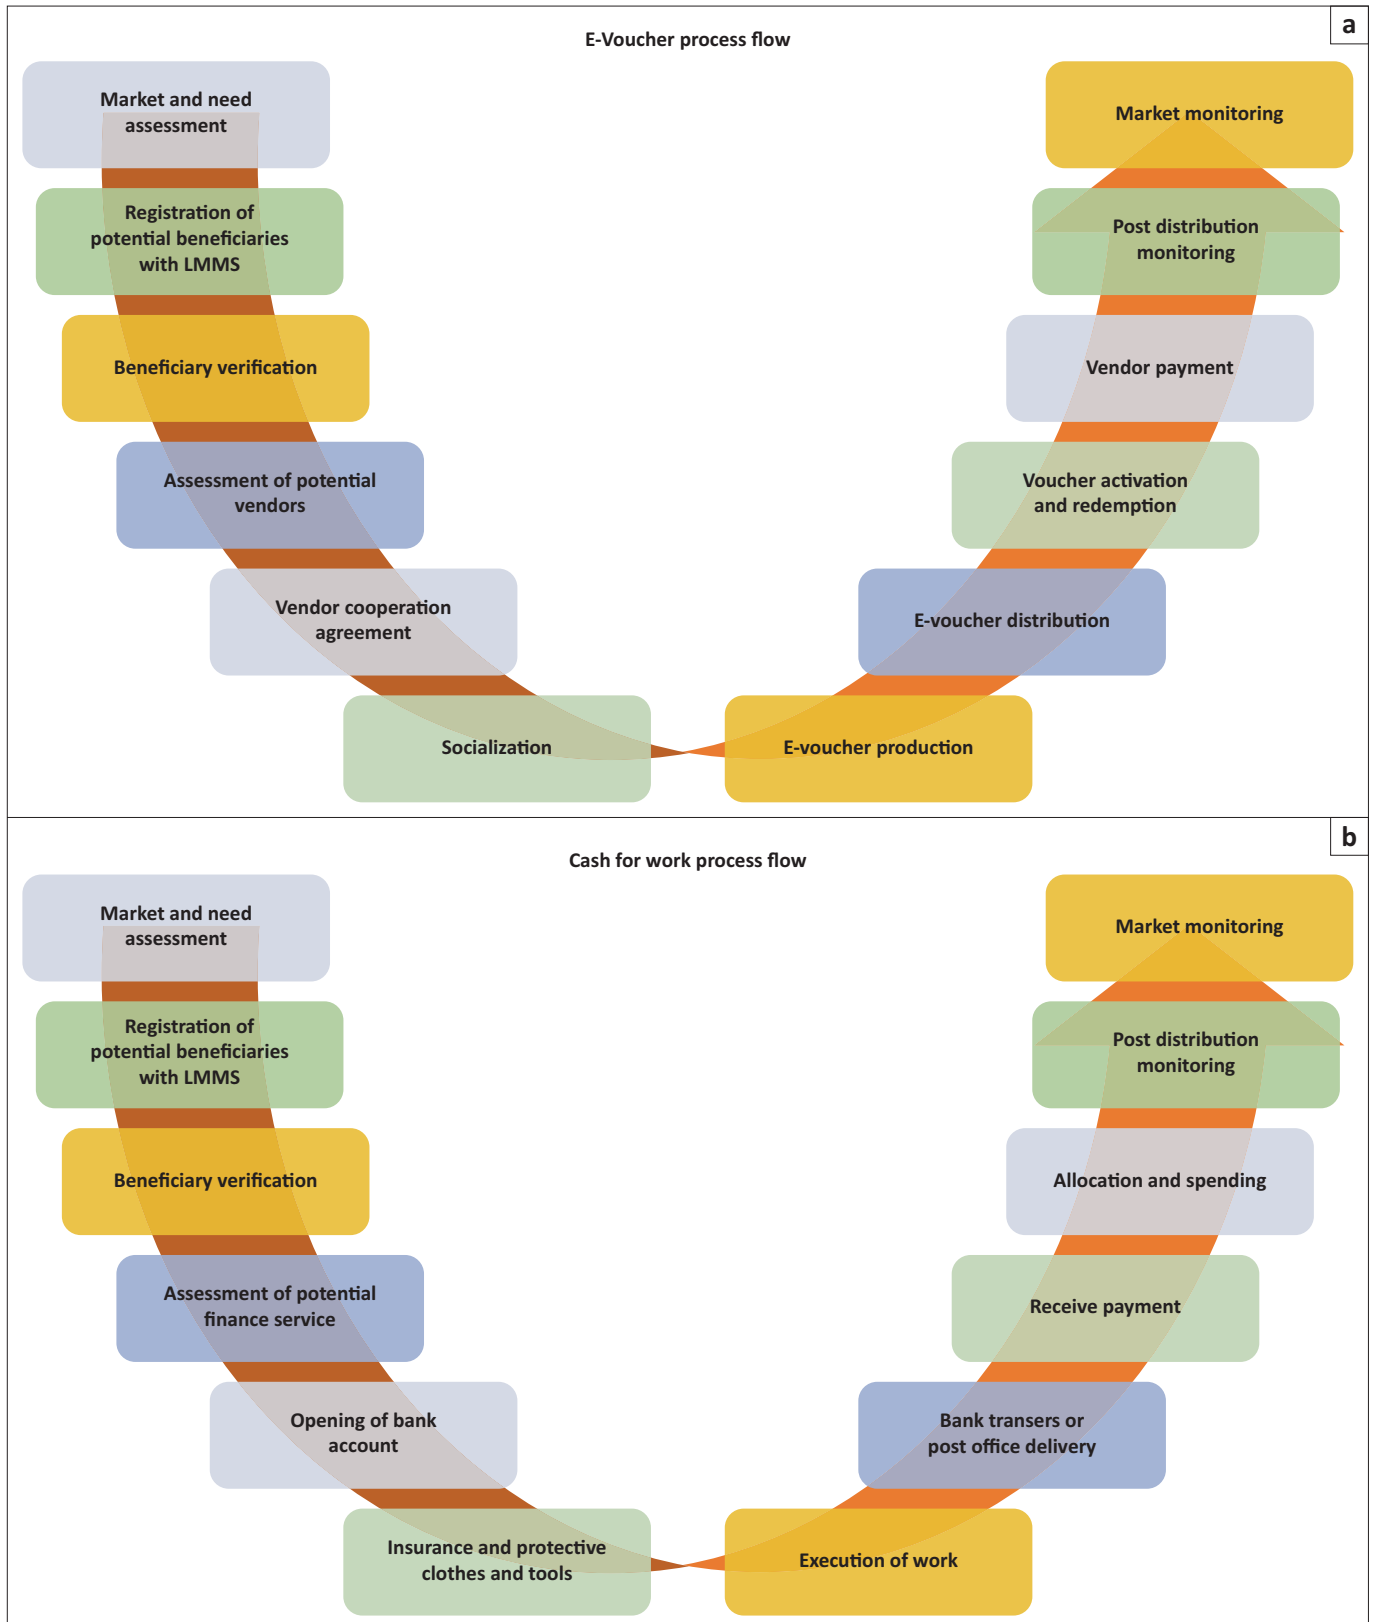 a
E-Voucher process flow
Market and need
assessment
Registration of
potential beneficiaries
with LMMS
Beneficiary verification
Assessment of potential
vendors
Vendor cooperation
agreement
Socialization
E-voucher production
E-voucher distribution
Voucher activation
and redemption
Vendor payment
Post distribution
monitoring
Market monitoring
b
Cash for work process flow
Market and need
assessment
Registration of
potential beneficiaries
with LMMS
Beneficiary verification
Assessment of potential
finance service
Opening of bank
account
Insurance and protective
clothes and tools
Execution of work
Bank transers or
post office delivery
Receive payment
Allocation and spending
Post distribution
monitoring
Market monitoring